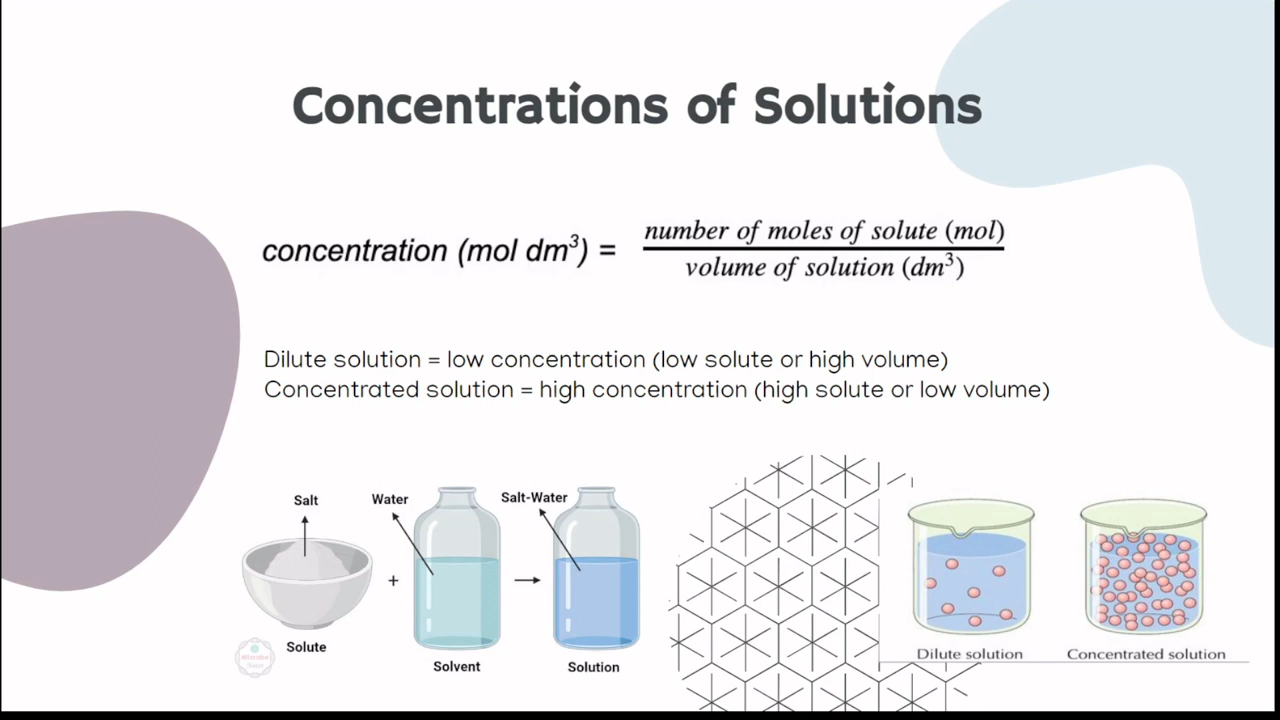 Concentrations of Solutions
concentration (mol dm³) =
number of moles of solute (mol)
volume of solution (dm³)
Dilute solution = low concentration (low solute or high volume)
Concentrated solution = high concentration (high solute or low volume)
Salt
Water
Salt-Water
+
Solute
Solvent
Solution
Dilute solution
Concentrated solution